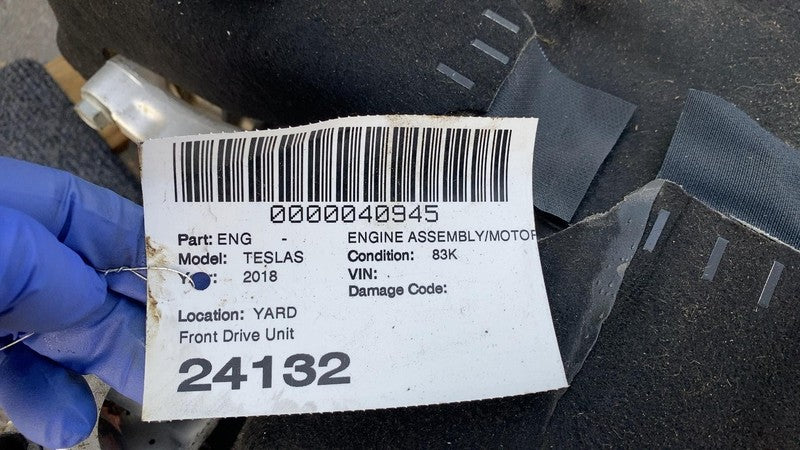 0000040945
Part: ENG - ENGINE ASSEMBLY/MOTOR
Model: TESLAS Condition: 83K
2018 VIN:
Damage Code:
Location: YARD
Front Drive Unit
24132